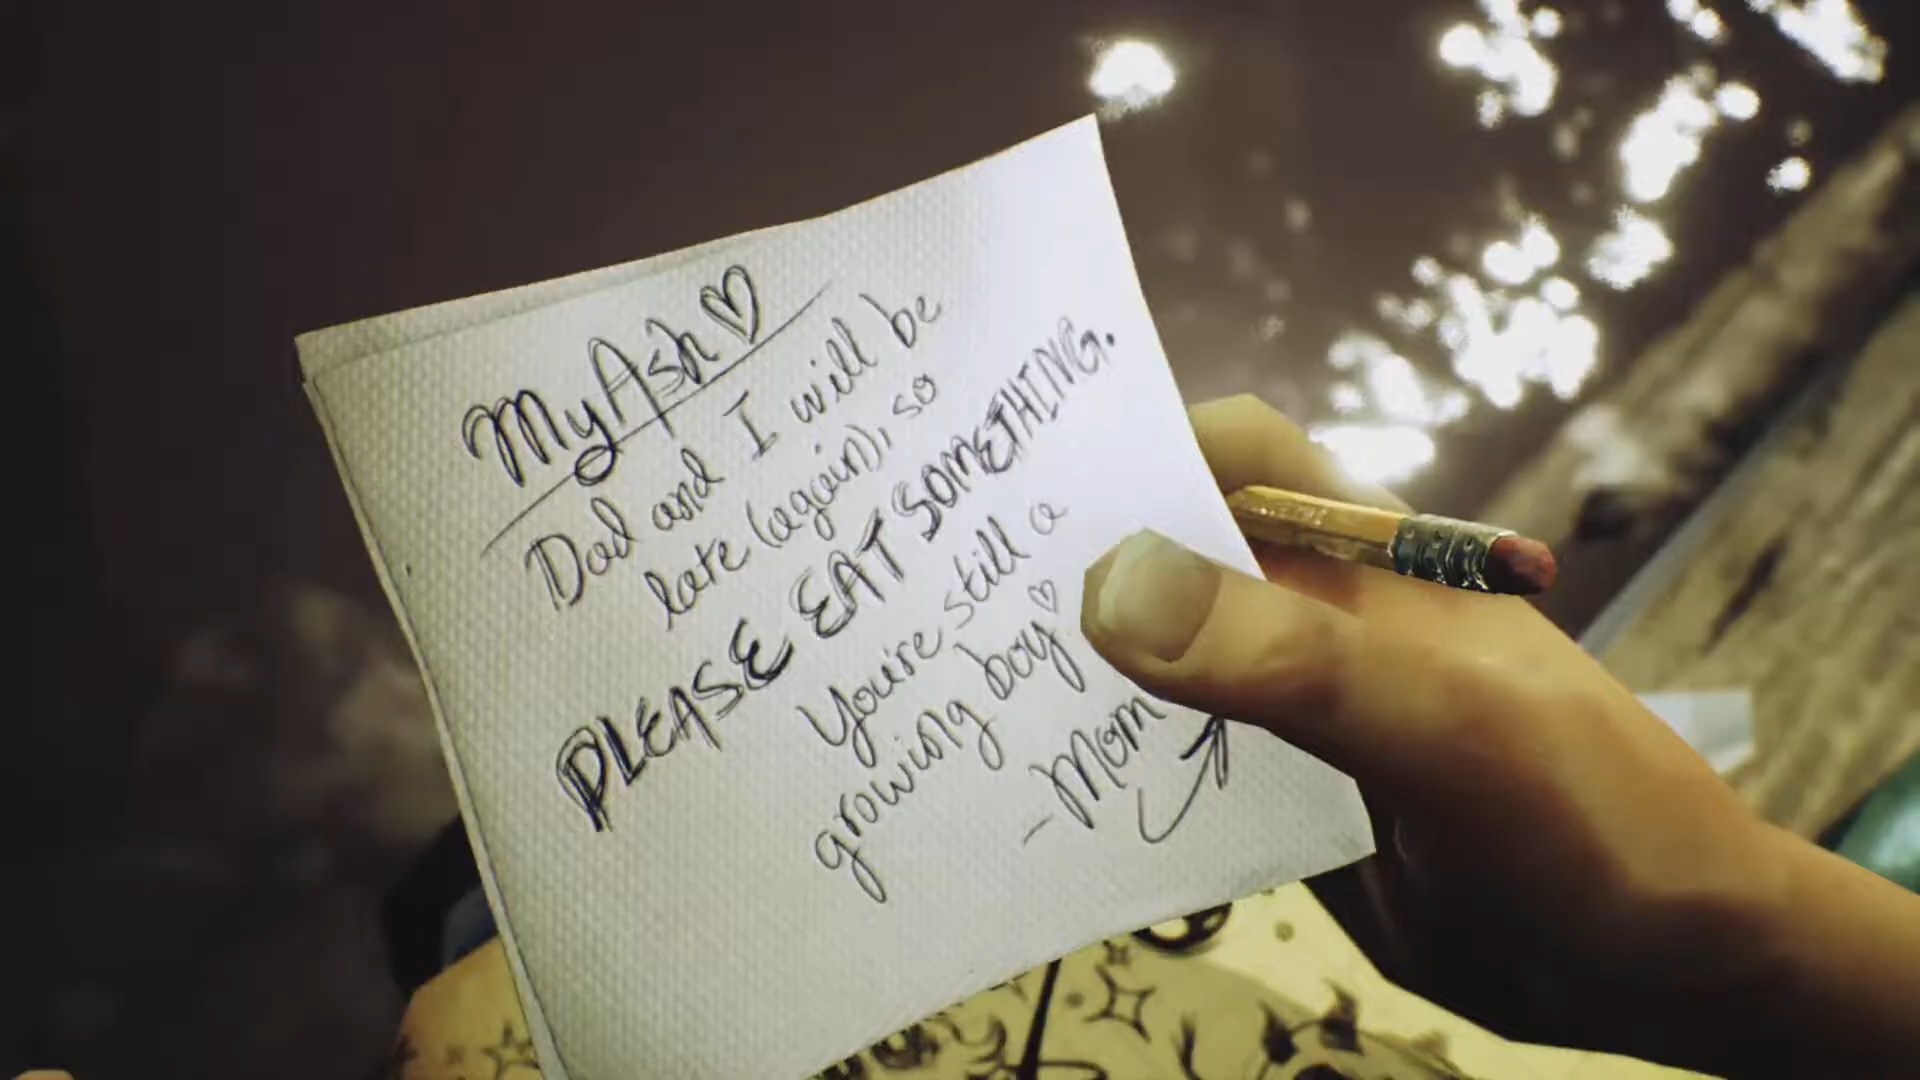 My Ash ♡
Dad and I will be
late (again), so
PLEASE EAT SOMETHING.
You're still a
growing boy ♡
- Mom